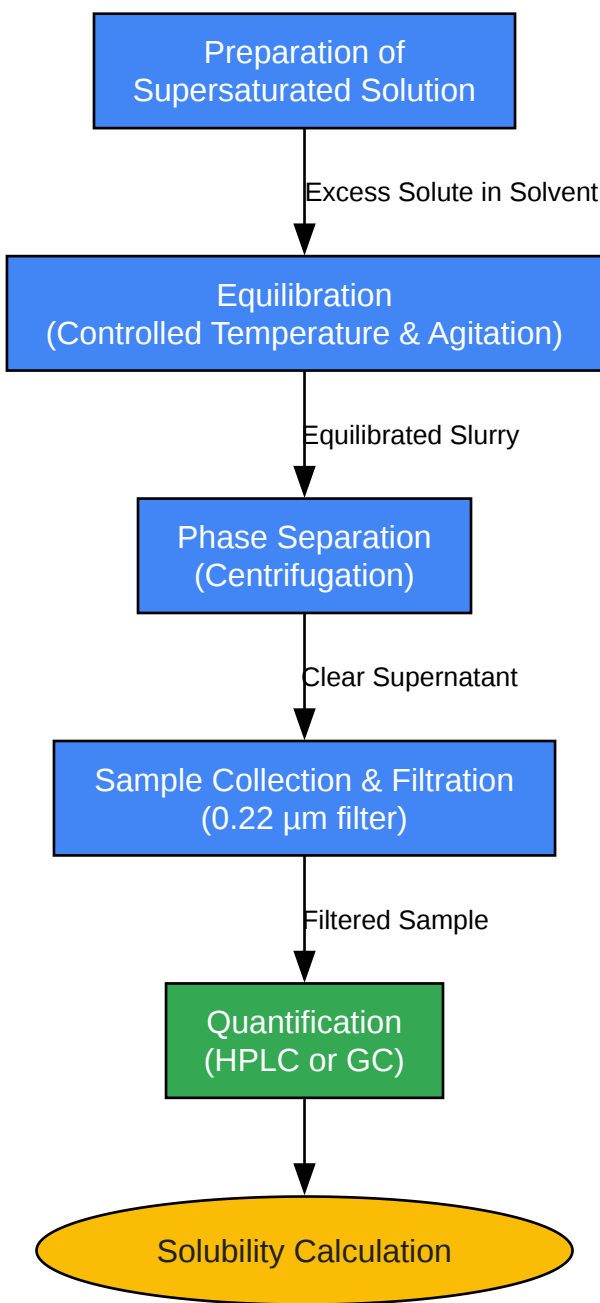 Preparation of
Supersaturated Solution
Excess Solute in Solvent
Equilibration
(Controlled Temperature & Agitation)
Equilibrated Slurry
Phase Separation
(Centrifugation)
Clear Supernatant
Sample Collection & Filtration
(0.22 µm filter)
Filtered Sample
Quantification
(HPLC or GC)
Solubility Calculation